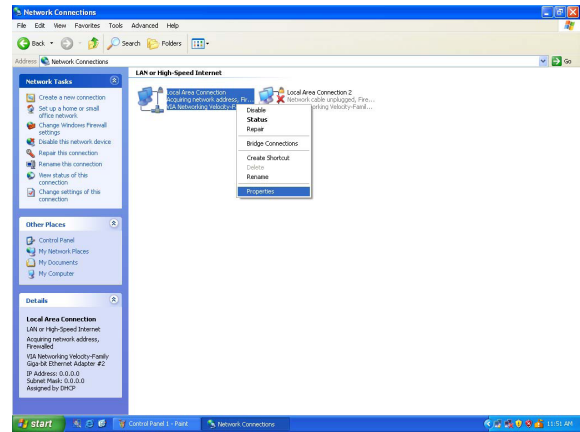 Network Connections
File Edit View Favorites Tools Advanced Help
Back Search Folders
Address Network Connections Go
Network Tasks
Create a new connection
Set up a home or small
office network
Change Windows Firewall
settings
Disable this network device
Repair this connection
Rename this connection
View status of this
connection
Change settings of this
connection
Other Places
Control Panel
My Network Places
My Documents
My Computer
Details
Local Area Connection
LAN or High-Speed Internet
Acquiring network address,
Firewalled
VIA Networking Velocity-Family
Giga-bit Ethernet Adapter #2
IP Address: 0.0.0.0
Subnet Mask: 0.0.0.0
Assigned by DHCP
LAN or High-Speed Internet
Local Area Connection
Acquiring network address, Fir...
VIA Networking Velocity-F
Local Area Connection 2
Network cable unplugged, Fire...
orking Velocity-Famil...
Disable
Status
Repair
Bridge Connections
Create Shortcut
Delete
Rename
Properties
start Control Panel 1 - Paint Network Connections 11:51 AM